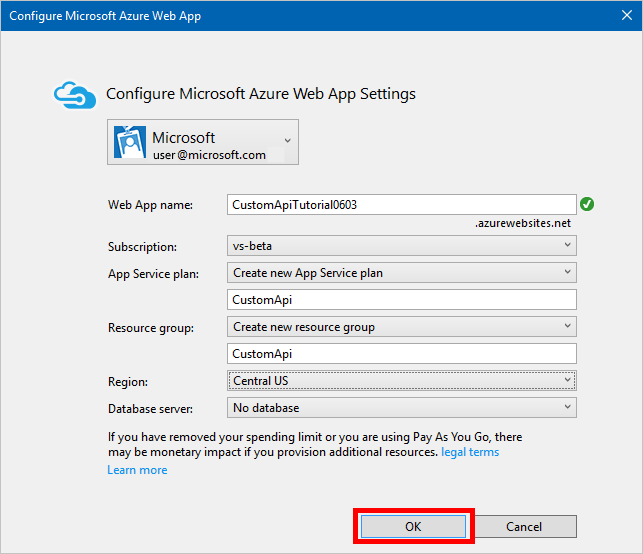 Configure Microsoft Azure Web App
Configure Microsoft Azure Web App Settings
Microsoft
user@microsoft.com
Web App name: CustomApiTutorial0603
.azurewebsites.net
Subscription: vs-beta
App Service plan: Create new App Service plan
CustomApi
Resource group: Create new resource group
CustomApi
Region: Central US
Database server: No database
If you have removed your spending limit or you are using Pay As You Go, there
may be monetary impact if you provision additional resources. legal terms
Learn more
OK Cancel